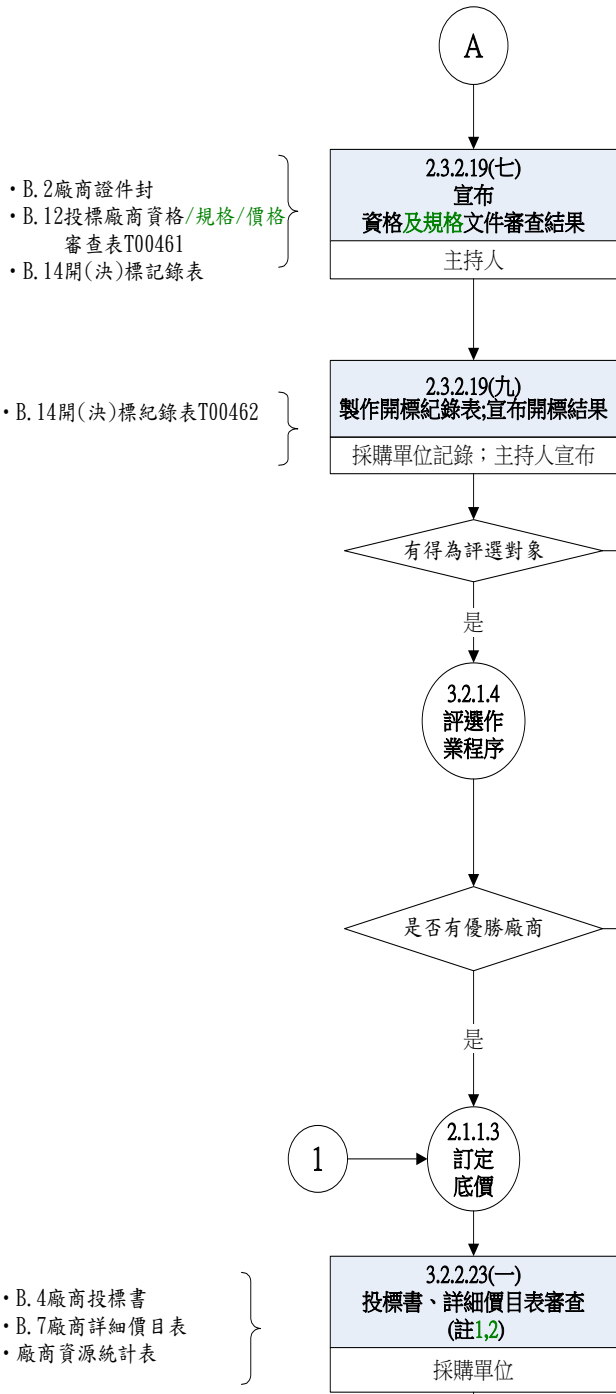 A
・B.2廠商證件封
・B.12投標廠商資格/規格/價格
審查表T00461
・B.14開(決)標記錄表
2.3.2.19(七)
宣布
資格及規格文件審查結果
主持人
・B.14開(決)標紀錄表T00462
2.3.2.19(九)
製作開標紀錄表;宣布開標結果
採購單位記錄；主持人宣布
有得為評選對象
是
3.2.1.4
評選作
業程序
是否有優勝廠商
是
1
2.1.1.3
訂定
底價
・B.4廠商投標書
・B.7廠商詳細價目表
・廠商資源統計表
3.2.2.23(一)
投標書、詳細價目表審查
(註1,2)
採購單位